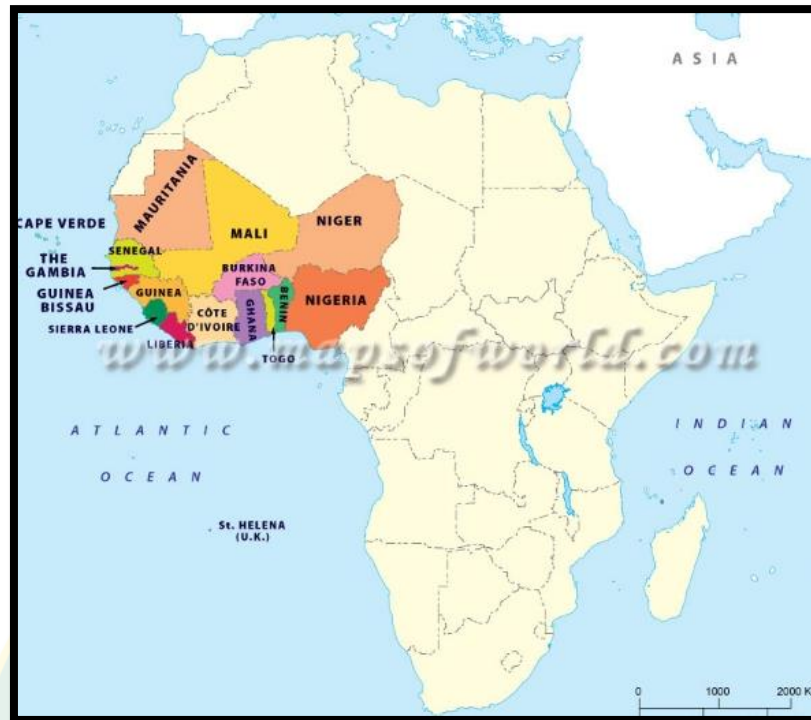 ASIA
MAURITANIA
CAPE VERDE
MALI
NIGER
SENEGAL
THE
GAMBIA
GUINEA
BISSAU
GUINEA
BURKINA
FASO
BENIN
NIGERIA
SIERRA LEONE
CÔTE
D'IVOIRE
GHANA
LIBERIA
TOGO
www.mapsofworld.com
ATLANTIC
OCEAN
INDIAN
OCEAN
St. HELENA
(U.K.)
0 1000 2000 K